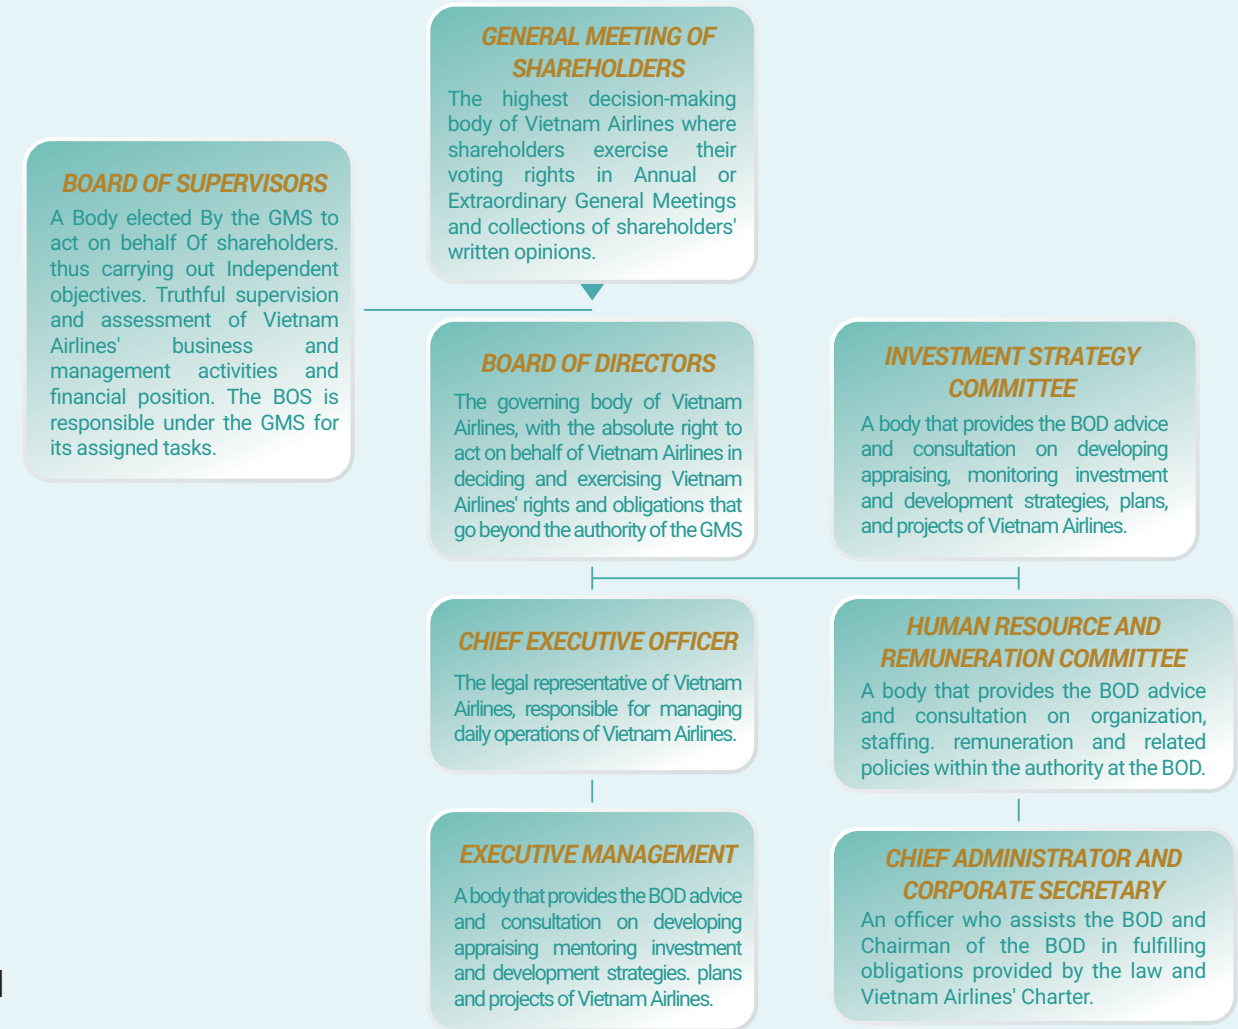 GENERAL MEETING OF
SHAREHOLDERS
The highest decision-making
body of Vietnam Airlines where
shareholders exercise their
voting rights in Annual or
Extraordinary General Meetings
and collections of shareholders'
written opinions.
BOARD OF SUPERVISORS
A Body elected By the GMS to
act on behalf Of shareholders.
thus carrying out Independent
objectives. Truthful supervision
and assessment of Vietnam
Airlines' business and
management activities and
financial position. The BOS is
responsible under the GMS for
its assigned tasks.
BOARD OF DIRECTORS
The governing body of Vietnam
Airlines, with the absolute right to
act on behalf of Vietnam Airlines in
deciding and exercising Vietnam
Airlines' rights and obligations that
go beyond the authority of the GMS
INVESTMENT STRATEGY
COMMITTEE
A body that provides the BOD advice
and consultation on developing
appraising, monitoring investment
and development strategies, plans,
and projects of Vietnam Airlines.
CHIEF EXECUTIVE OFFICER
The legal representative of Vietnam
Airlines, responsible for managing
daily operations of Vietnam Airlines.
HUMAN RESOURCE AND
REMUNERATION COMMITTEE
A body that provides the BOD advice
and consultation on organization,
staffing. remuneration and related
policies within the authority at the BOD.
EXECUTIVE MANAGEMENT
A body that provides the BOD advice
and consultation on developing
appraising mentoring investment
and development strategies. plans
and projects of Vietnam Airlines.
CHIEF ADMINISTRATOR AND
CORPORATE SECRETARY
An officer who assists the BOD and
Chairman of the BOD in fulfilling
obligations provided by the law and
Vietnam Airlines' Charter.